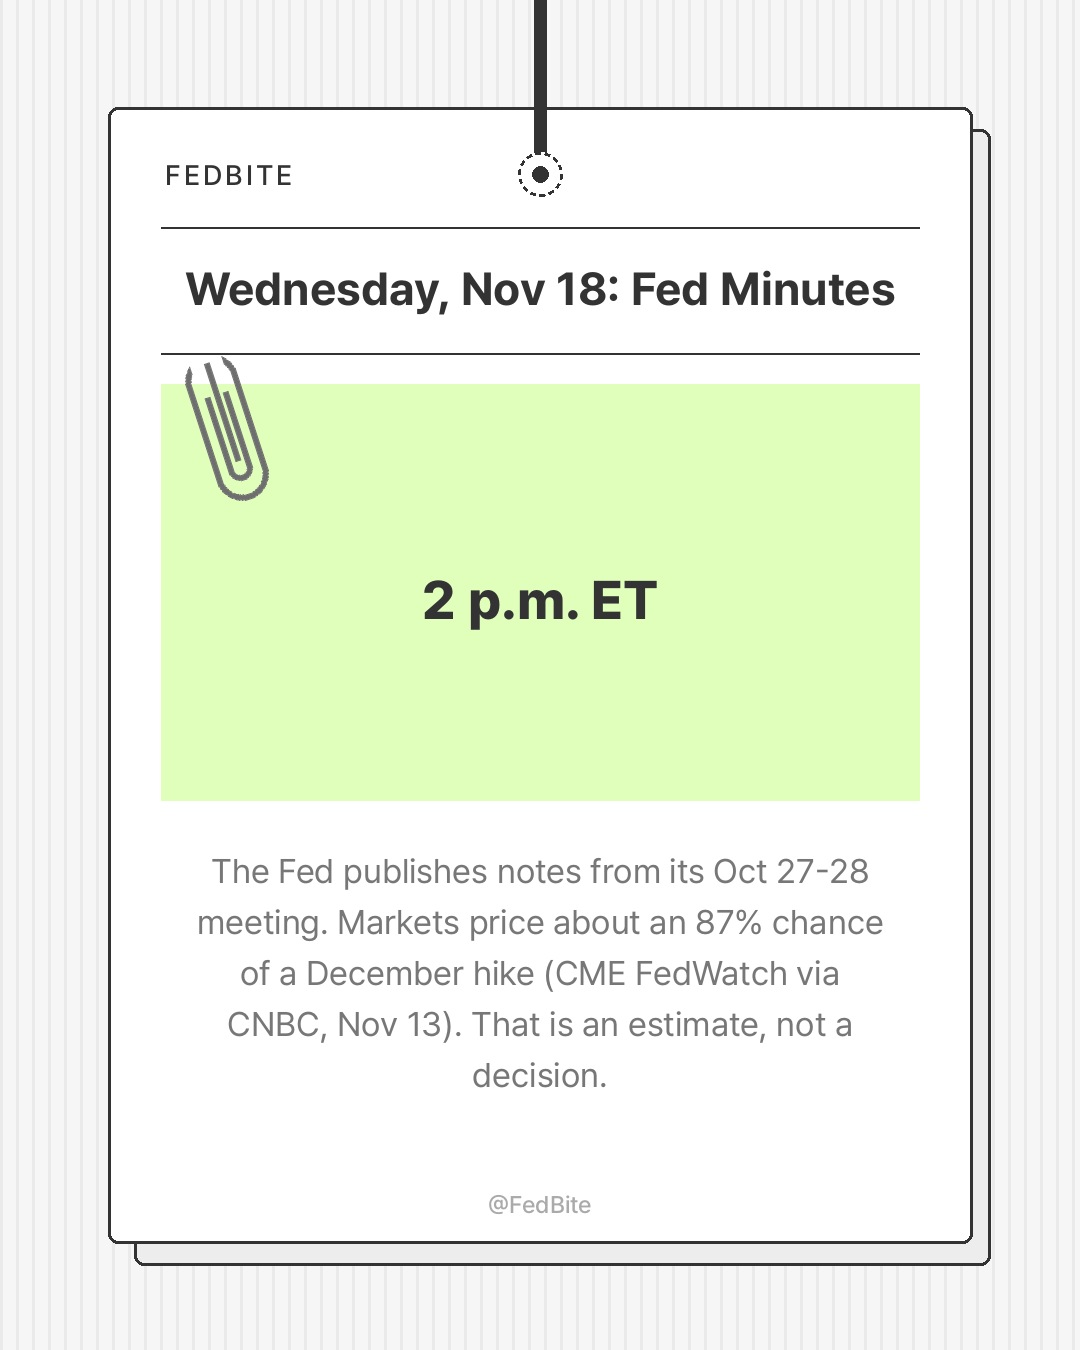 FEDBITE
Wednesday, Nov 18: Fed Minutes
2 p.m. ET
The Fed publishes notes from its Oct 27-28
meeting. Markets price about an 87% chance
of a December hike (CME FedWatch via
CNBC, Nov 13). That is an estimate, not a
decision.
@FedBite